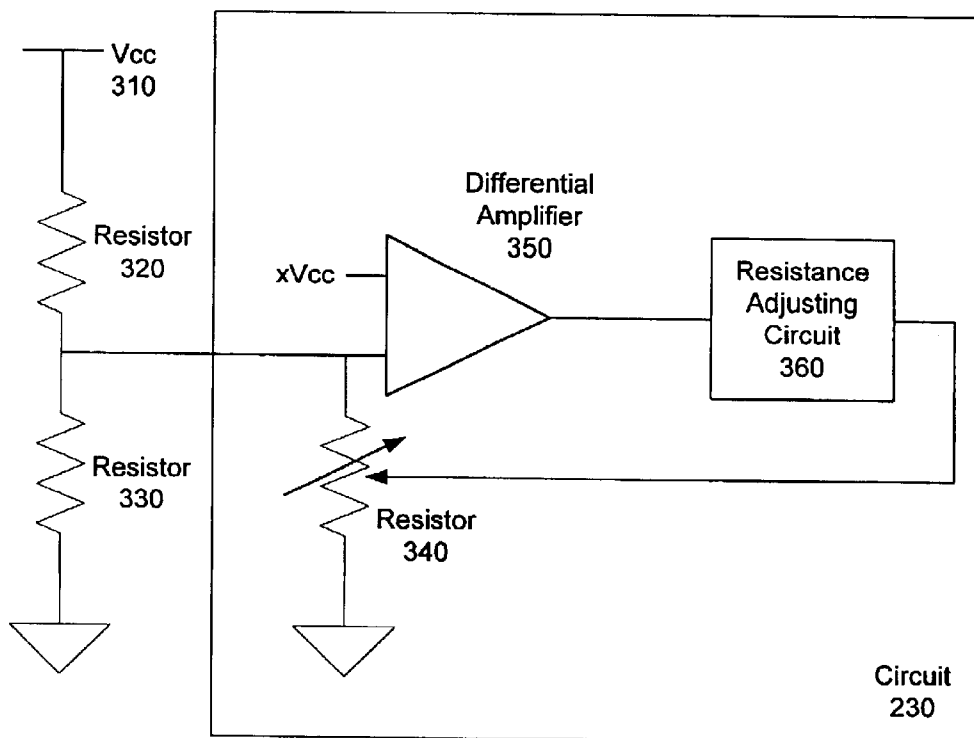 Vcc
310
Resistor
320
Resistor
330
xVcc
Differential
Amplifier
350
Resistance
Adjusting
Circuit
360
Resistor
340
Circuit
230